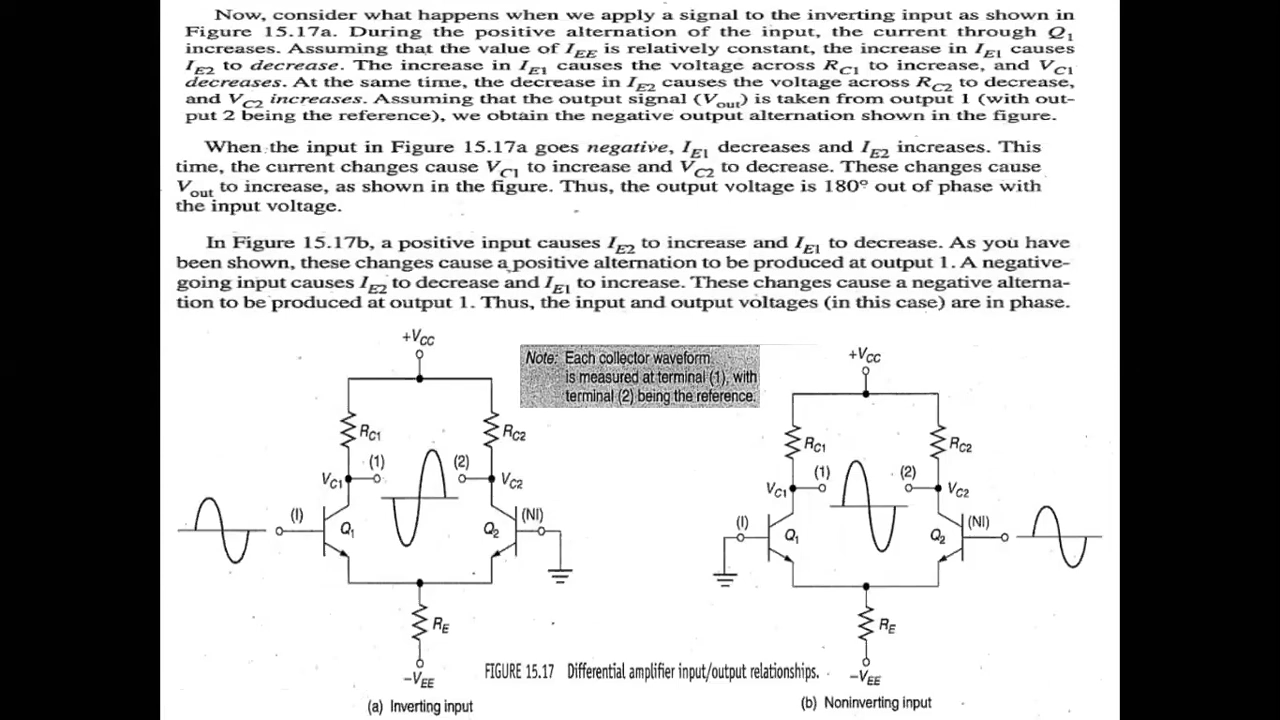 Now, consider what happens when we apply a signal to the inverting input as shown in
Figure 15.17a. During the positive alternation of the input, the current through Q1
increases. Assuming that the value of IEE is relatively constant, the increase in IE1 causes
IE2 to decrease. The increase in IE1 causes the voltage across RC1 to increase, and VC1
decreases. At the same time, the decrease in IE2 causes the voltage across RC2 to decrease,
and VC2 increases. Assuming that the output signal (Vout) is taken from output 1 (with out-
put 2 being the reference), we obtain the negative output alternation shown in the figure.
When the input in Figure 15.17a goes negative, IE1 decreases and IE2 increases. This
time, the current changes cause VC1 to increase and VC2 to decrease. These changes cause
Vout to increase, as shown in the figure. Thus, the output voltage is 180° out of phase with
the input voltage.
In Figure 15.17b, a positive input causes IE2 to increase and IE1 to decrease. As you have
been shown, these changes cause a positive alternation to be produced at output 1. A negative-
going input causes IE2 to decrease and IE1 to increase. These changes cause a negative alterna-
tion to be produced at output 1. Thus, the input and output voltages (in this case) are in phase.
+VCC
Note: Each collector waveform
is measured at terminal (1), with
terminal (2) being the reference.
+VCC
RC1
RC2
RC1
RC2
(1)
(2)
(1)
(2)
VC1
VC2
VC1
VC2
(I)
Q1
Q2
(NI)
(I)
Q1
Q2
(NI)
RE
RE
-VEE
FIGURE 15.17 Differential amplifier input/output relationships.
-VEE
(a) Inverting input
(b) Noninverting input